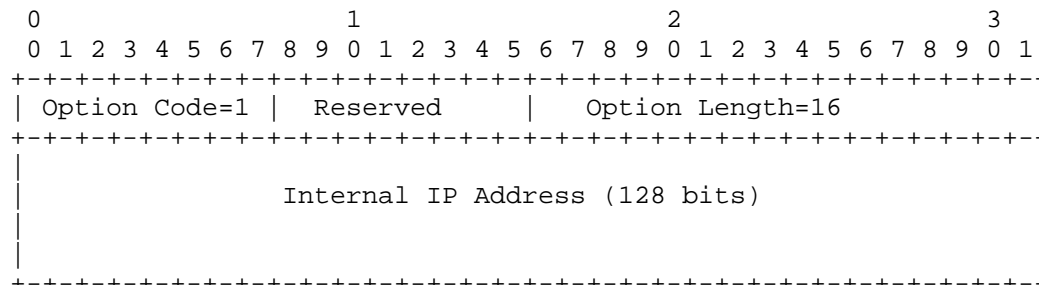 0                   1                   2                   3
 0 1 2 3 4 5 6 7 8 9 0 1 2 3 4 5 6 7 8 9 0 1 2 3 4 5 6 7 8 9 0 1
+-+-+-+-+-+-+-+-+-+-+-+-+-+-+-+-+-+-+-+-+-+-+-+-+-+-+-+-+-+-+-+-
| Option Code=1 |  Reserved     |   Option Length=16
+-+-+-+-+-+-+-+-+-+-+-+-+-+-+-+-+-+-+-+-+-+-+-+-+-+-+-+-+-+-+-+-
|
|                Internal IP Address (128 bits)
|
|
+-+-+-+-+-+-+-+-+-+-+-+-+-+-+-+-+-+-+-+-+-+-+-+-+-+-+-+-+-+-+-+-